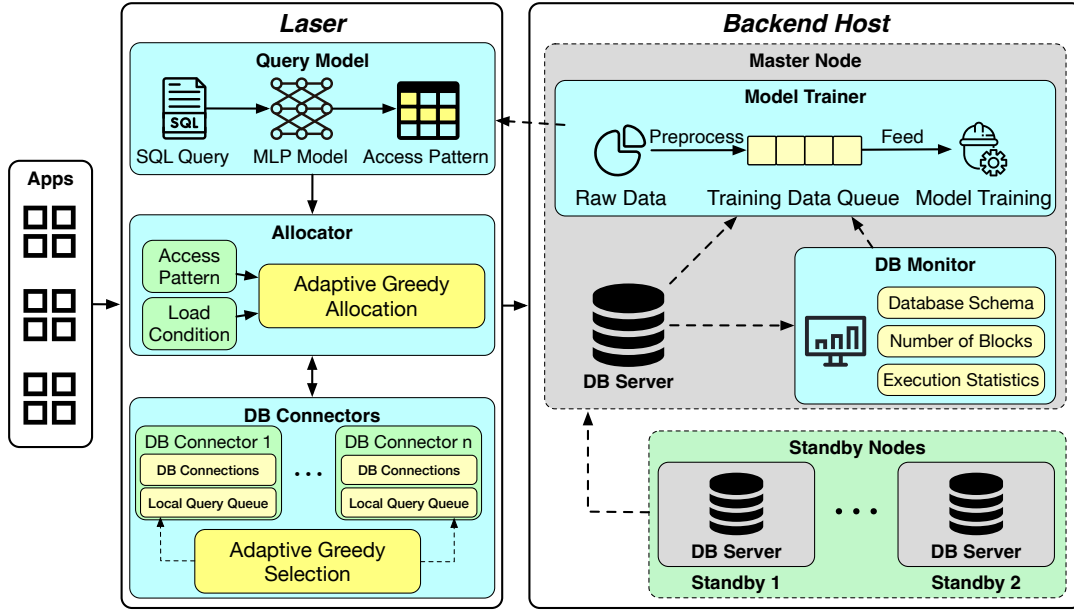 Apps
Laser
Query Model
SQL
SQL Query
MLP Model
Access Pattern
Allocator
Access
Pattern
Load
Condition
Adaptive Greedy
Allocation
DB Connectors
DB Connector 1
DB Connections
Local Query Queue
DB Connector n
DB Connections
Local Query Queue
Adaptive Greedy
Selection
Backend Host
Master Node
Model Trainer
Preprocess
Feed
Raw Data
Training Data Queue
Model Training
DB Server
DB Monitor
Database Schema
Number of Blocks
Execution Statistics
Standby Nodes
DB Server
Standby 1
DB Server
Standby 2